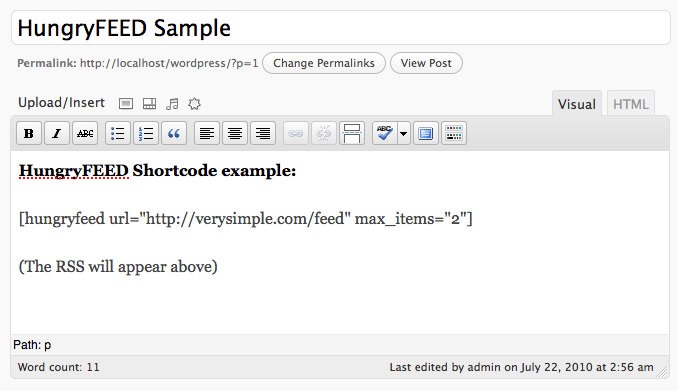 HungryFEED Sample
Permalink: http://localhost/wordpress/?p=1 Change Permalinks View Post
Upload/Insert Visual HTML
B I ABC ABC
HungryFEED Shortcode example:
[hungryfeed url="http://verysimple.com/feed" max_items="2"]
(The RSS will appear above)
Path: p
Word count: 11 Last edited by admin on July 22, 2010 at 2:56 am